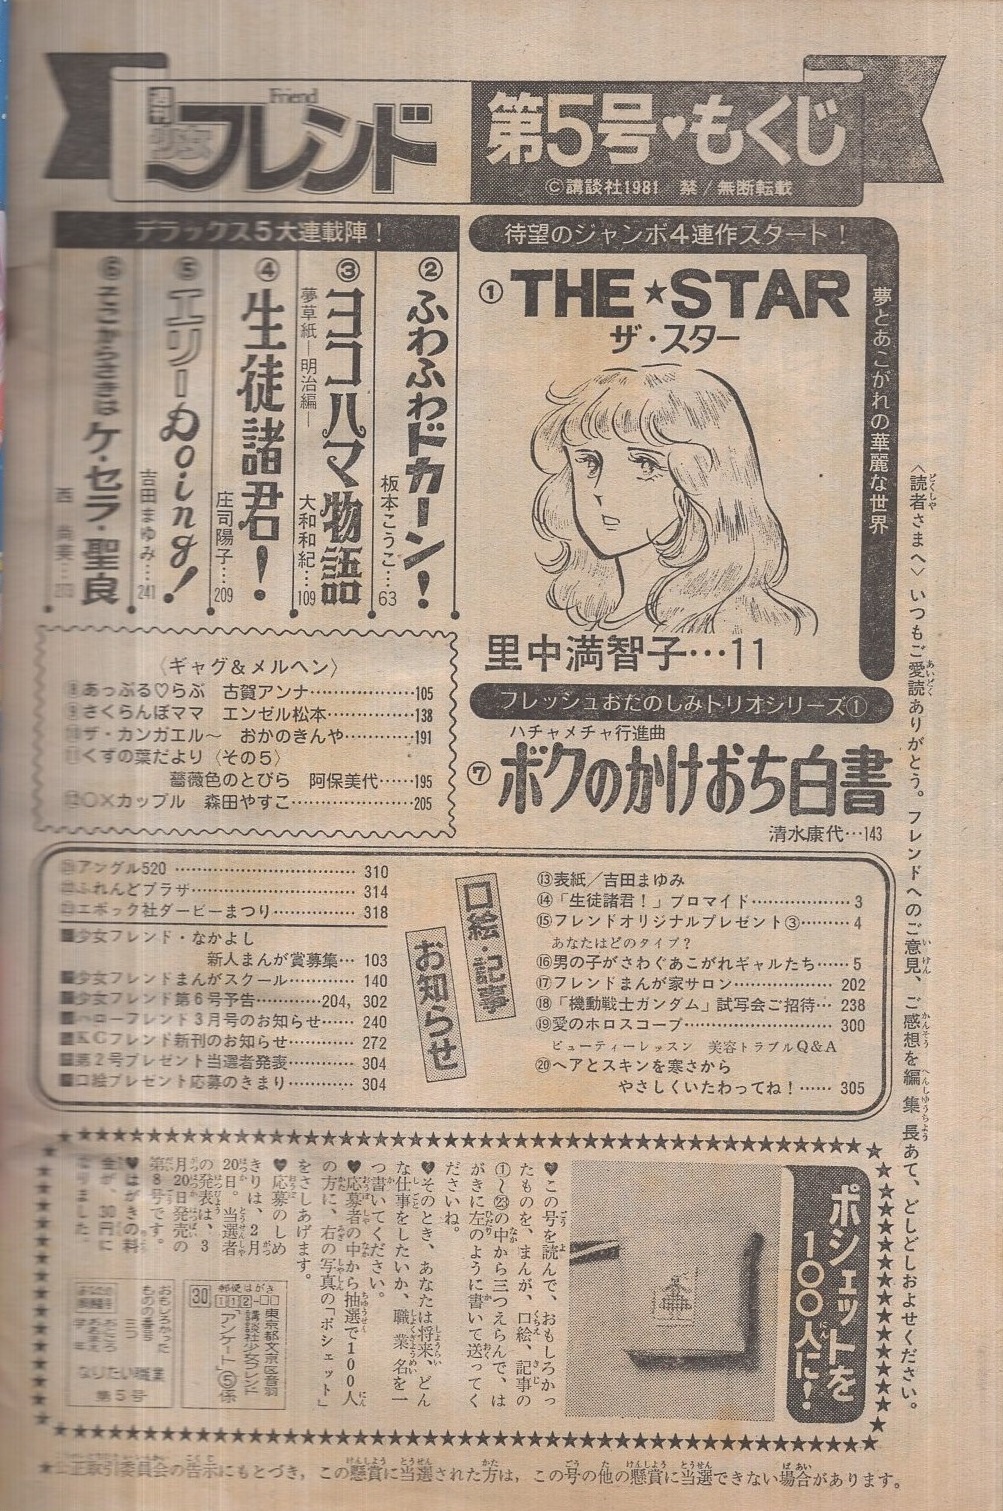 週刊少女フレンド
Friend
第5号♥もくじ
©講談社1981 禁/無断転載
待望のジャンボ4連作スタート!
夢とあこがれの華麗な世界
① THE★STAR
ザ・スター
里中満智子…11
デラックス5大連載陣!
②ふわふわドカーン!
板本こうこ…63
③ヨコハマ物語
夢草紙―明治編―
大和和紀…109
④生徒諸君!
庄司陽子…209
⑤エリーDoing!
吉田まゆみ…241
⑥そこからさきはケ・セラ・聖良
西 尚美
フレッシュおたのしみトリオシリーズ①
ハチャメチャ行進曲
⑦ボクのかけおち白書
清水康代…143
〈ギャグ&メルヘン〉
⑧あっぷる♡らぶ 古賀アンナ……105
⑨さくらんぼママ エンゼル松本……138
⑩ザ・カンガエル〜 おかのきんや……191
⑪くすの葉だより〈その5〉
薔薇色のとびら 阿保美代……195
⑫○×カップル 森田やすこ……205
口絵・記事
お知らせ
⑬表紙/吉田まゆみ
⑭「生徒諸君!」ブロマイド……3
⑮フレンドオリジナルプレゼント③……4
あなたはどのタイプ?
⑯男の子がさわぐあこがれギャルたち……5
⑰フレンドまんが家サロン……202
⑱「機動戦士ガンダム」試写会ご招待…238
⑲愛のホロスコープ……300
ビューティーレッスン 美容トラブルQ&A
⑳ヘアとスキンを寒さから
やさしくいたわってね!……305
㉑アングル520……310
㉒ふれんどプラザ……314
㉓エポック社ダービーまつり……318
■少女フレンド・なかよし
新人まんが賞募集…103
■少女フレンドまんがスクール……140
■少女フレンド第6号予告……204, 302
■ハローフレンド3月号のお知らせ……240
■KCフレンド新刊のお知らせ……272
■第2号プレゼント当選者発表……304
■口絵プレゼント応募のきまり……304
〈読者さまへ〉いつもご愛読ありがとう。フレンドへのご意見、ご感想を編集長あて、どしどしおよせください。
ポシェットを
100人に!
♥この号を読んで、おもしろかっ
たものを、まんが、口絵、記事の
①〜㉓の中から三つえらんで、は
がきに左のように書いて送ってく
ださいね。
♥そのとき、あなたは将来、どん
な仕事をしたいか、職業名を一
つ書いてください。
♥応募者の中から抽選で100人
の方に、右の写真の「ポシェット」
をさしあげます。
♥応募のしめ
きりは、2月
20日。当選者
の発表は、3
月20日発売の
第8号です。
♥はがきの料
金が、30円に
なりました。
郵便はがき
30
112-□□
東京都文京区音羽
講談社少女フレンド
「アンケート⑤」係
おもしろかった
ものの番号
三つ
なりたい職業
第5号
★公正取引委員会の告示にもとづき、この懸賞に当選された方は、この号の他の懸賞に当選できない場合があります。